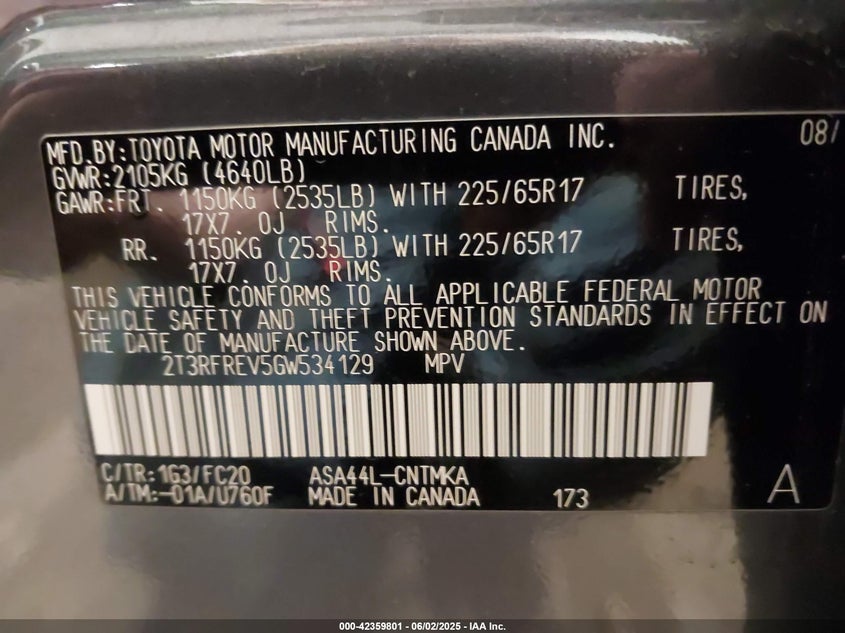 MFD.BY:TOYOTA MOTOR MANUFACTURING CANADA INC. 08/
GVWR:2105KG (4640LB)
GAWR:FRT. 1150KG (2535LB) WITH 225/65R17 TIRES,
17X7. 0J RIMS.
RR. 1150KG (2535LB) WITH 225/65R17 TIRES,
17X7. 0J RIMS.
THIS VEHICLE CONFORMS TO ALL APPLICABLE FEDERAL MOTOR
VEHICLE SAFETY AND THEFT PREVENTION STANDARDS IN EFFECT ON
THE DATE OF MANUFACTURE SHOWN ABOVE.
2T3RFREV5GW534129 MPV
C/TR:1G3/FC20 ASA44L-CNTMKA
A/TM:-01A/U760F MADE IN CANADA 173 A
000-42359801 - 06/02/2025 - IAA Inc.